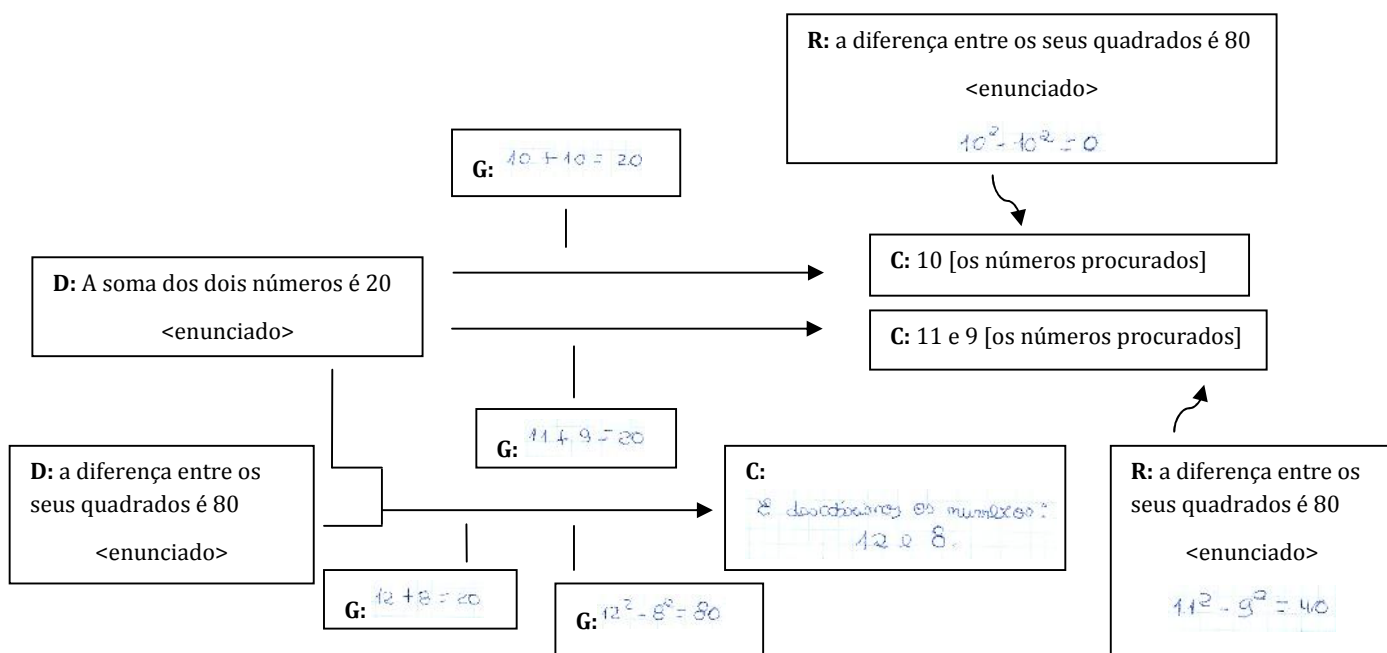 R: a diferença entre os seus quadrados é 80
<enunciado>
10² - 10² = 0
G: 10 + 10 = 20
D: A soma dos dois números é 20
<enunciado>
C: 10 [os números procurados]
C: 11 e 9 [os números procurados]
G: 11 + 9 = 20
D: a diferença entre os
seus quadrados é 80
<enunciado>
C:
E descobrimos os numeros:
12 e 8.
R: a diferença entre os
seus quadrados é 80
<enunciado>
11² - 9² = 40
G: 12 + 8 = 20
G: 12² - 8² = 80